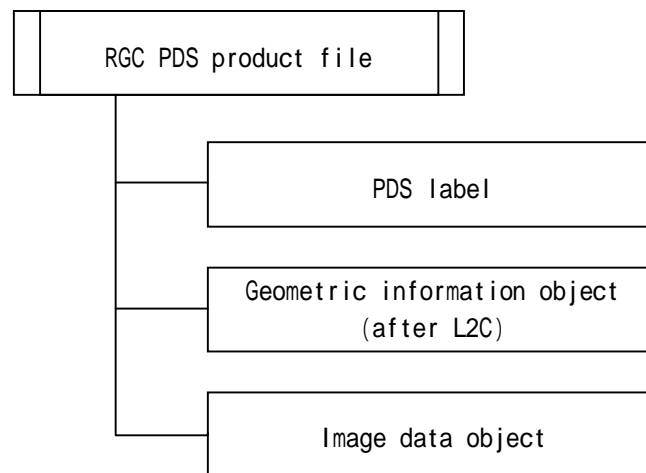 RGC PDS product file
PDS label
Geometric information object
(after L2C)
Image data object